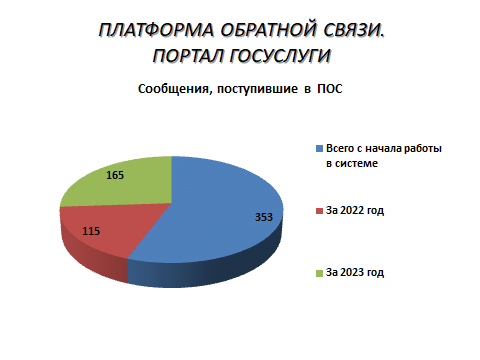 ПЛАТФОРМА ОБРАТНОЙ СВЯЗИ.
ПОРТАЛ ГОСУСЛУГИ
Сообщения, поступившие в ПОС
165
353
115
Всего с начала работы
в системе
За 2022 год
За 2023 год